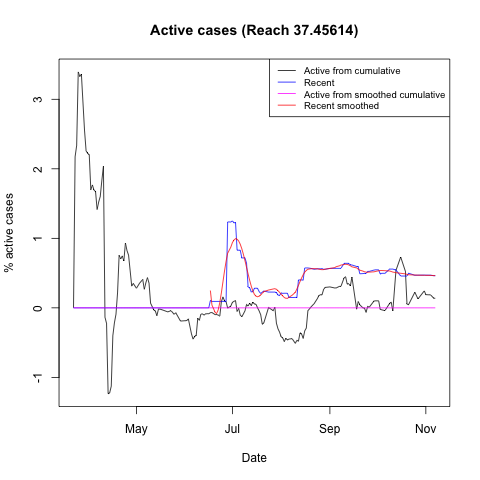 Active cases (Reach 37.45614)
Active from cumulative
Recent
Active from smoothed cumulative
Recent smoothed
% active cases
3
2
1
0
-1
May
Jul
Sep
Nov
Date